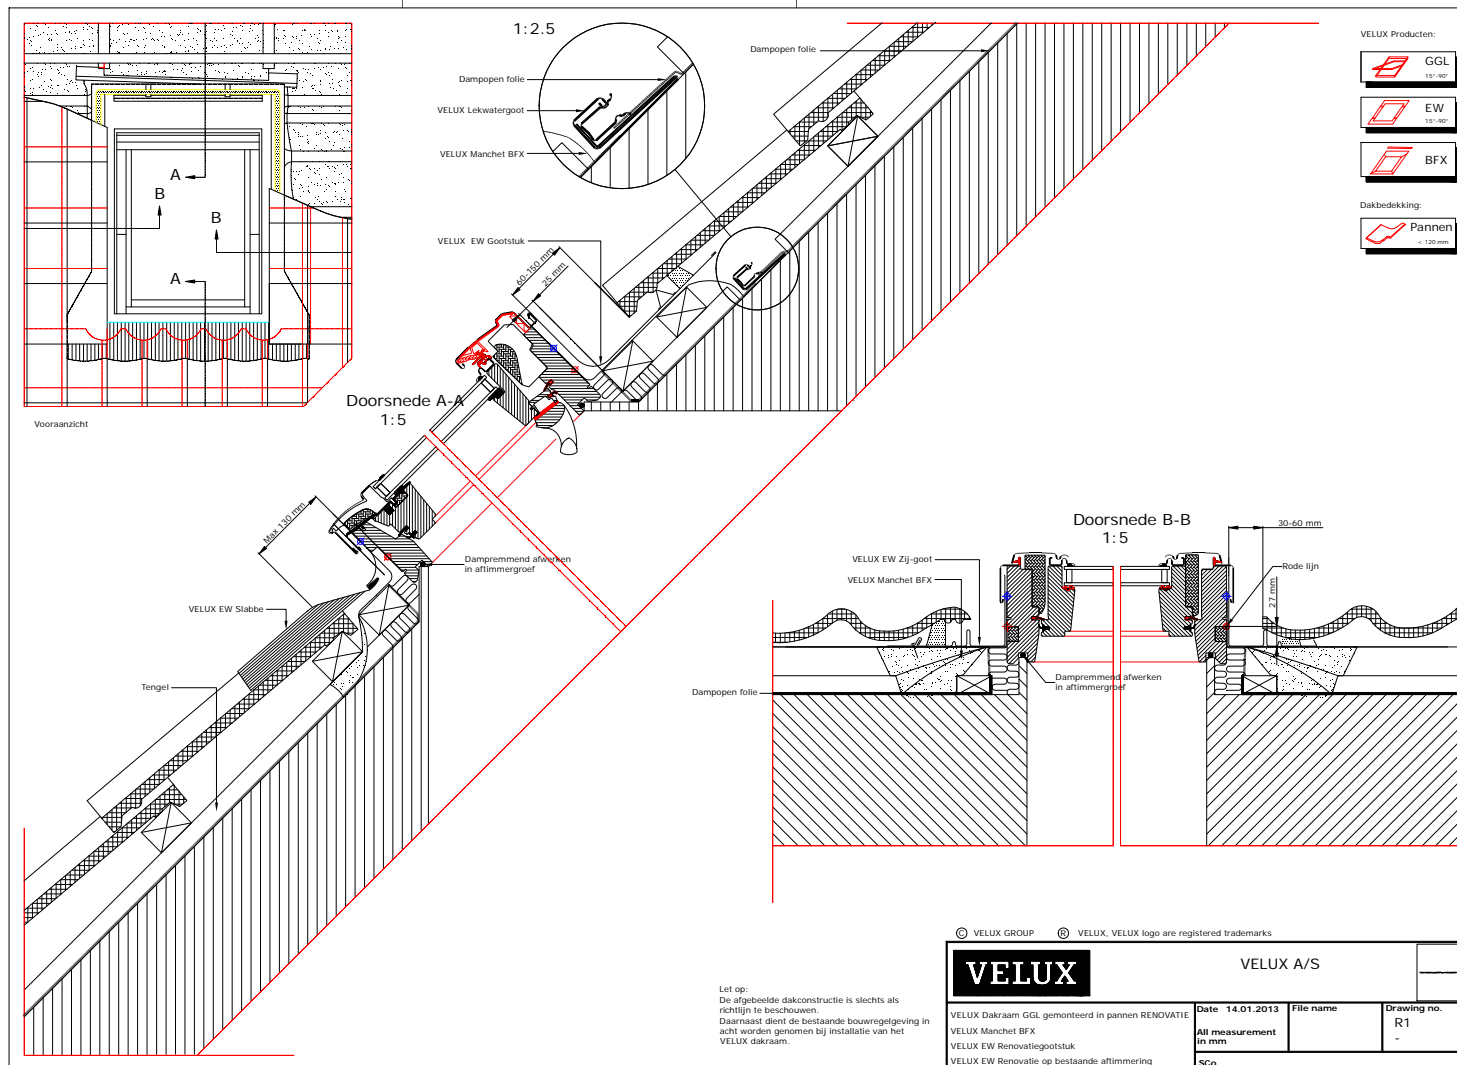 1:2.5
Dampopen folie
VELUX Lekwatergoot
VELUX Manchet BFX
Dampopen folie
VELUX Producten:
GGL
15°-90°
EW
15°-90°
BFX
Dakbedekking:
Pannen
< 120 mm
A
B
B
A
Vooraanzicht
VELUX EW Gootstuk
60-150 mm
25 mm
Doorsnede A-A
1:5
Max 130 mm
Dampremmend afwerken
in aftimmergroef
VELUX EW Slabbe
Tengel
Doorsnede B-B
1:5
30-60 mm
VELUX EW Zij-goot
VELUX Manchet BFX
Rode lijn
27 mm
Dampremmend afwerken
in aftimmergroef
Dampopen folie
Let op:
De afgebeelde dakconstructie is slechts als
richtlijn te beschouwen.
Daarnaast dient de bestaande bouwregelgeving in
acht worden genomen bij installatie van het
VELUX dakraam.
© VELUX GROUP ® VELUX, VELUX logo are registered trademarks
VELUX
VELUX A/S
VELUX Dakraam GGL gemonteerd in pannen RENOVATIE
VELUX Manchet BFX
VELUX EW Renovatiegootstuk
VELUX EW Renovatie op bestaande aftimmering
Date 14.01.2013
File name
Drawing no.
R1
-
All measurement
in mm
SCo